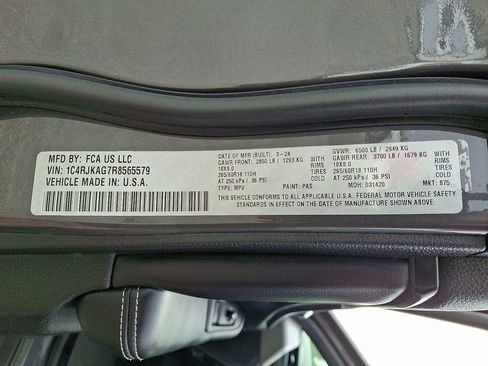 MFD BY: FCA US LLC
VIN: 1C4RJKAG7R8565579
VEHICLE MADE IN: U.S.A.
DATE OF MFR (BUILT): 3-24
GAWR FRONT: 2850 LB / 1293 KG
18X8.0 RIMS
265/60R18 110H TIRES
AT 250 kPa / 36 PSI COLD
TYPE: MPV PAINT: PAS
GVWR: 6500 LB / 2949 KG
GAWR REAR: 3700 LB / 1679 KG
WITH 18X8.0 RIMS
TIRES 265/60R18 110H
COLD AT 250 kPa / 36 PSI
MDH: 031420 MKT: 875
THIS VEHICLE CONFORMS TO ALL APPLICABLE U.S.A. FEDERAL MOTOR VEHICLE SAFETY
STANDARDS IN EFFECT ON THE DATE OF MANUFACTURE SHOWN ABOVE